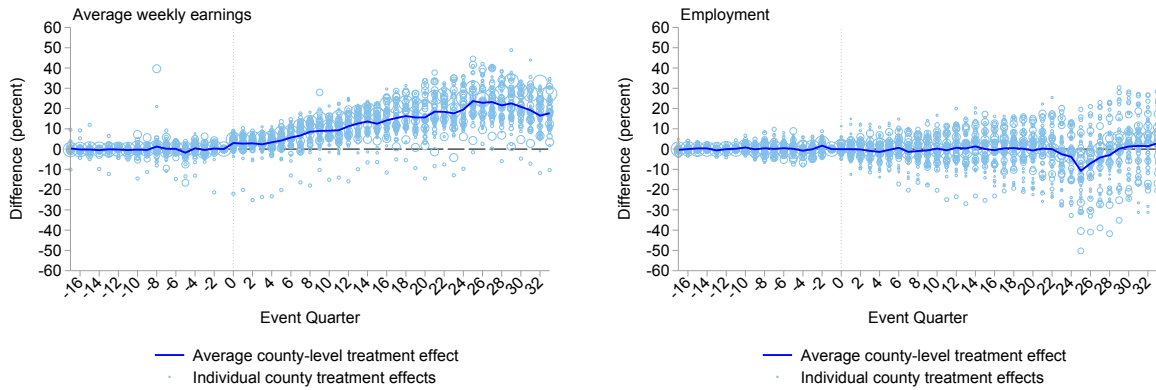 Average weekly earnings
Difference (percent)
60
50
40
30
20
10
0
-10
-20
-30
-40
-50
-60
-16 -14 -12 -10 -8 -6 -4 -2 0 2 4 6 8 10 12 14 16 18 20 22 24 26 28 30 32
Event Quarter
Average county-level treatment effect
Individual county treatment effects
Employment
Difference (percent)
60
50
40
30
20
10
0
-10
-20
-30
-40
-50
-60
-16 -14 -12 -10 -8 -6 -4 -2 0 2 4 6 8 10 12 14 16 18 20 22 24 26 28 30 32
Event Quarter
Average county-level treatment effect
Individual county treatment effects